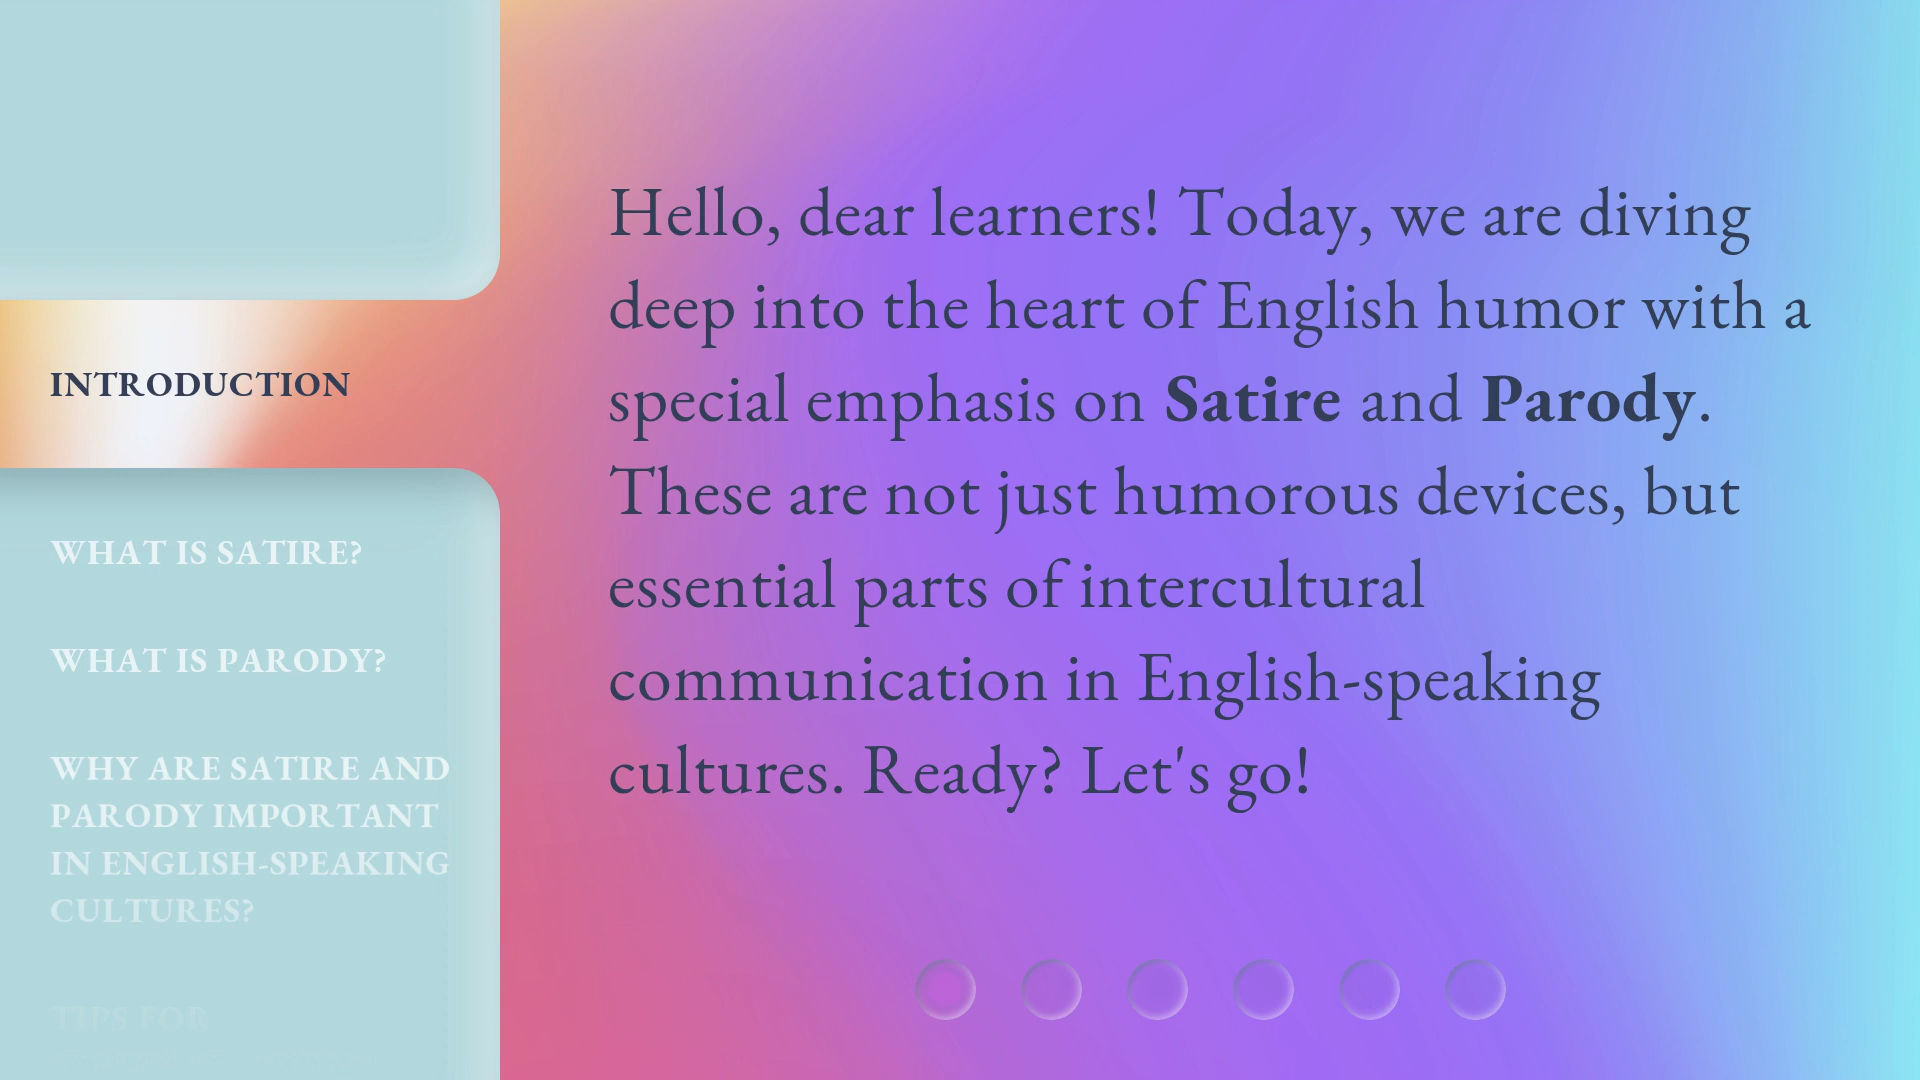 INTRODUCTION
WHAT IS SATIRE?
WHAT IS PARODY?
WHY ARE SATIRE AND
PARODY IMPORTANT
IN ENGLISH-SPEAKING
CULTURES?
TIPS FOR
Hello, dear learners! Today, we are diving
deep into the heart of English humor with a
special emphasis on Satire and Parody.
These are not just humorous devices, but
essential parts of intercultural
communication in English-speaking
cultures. Ready? Let's go!